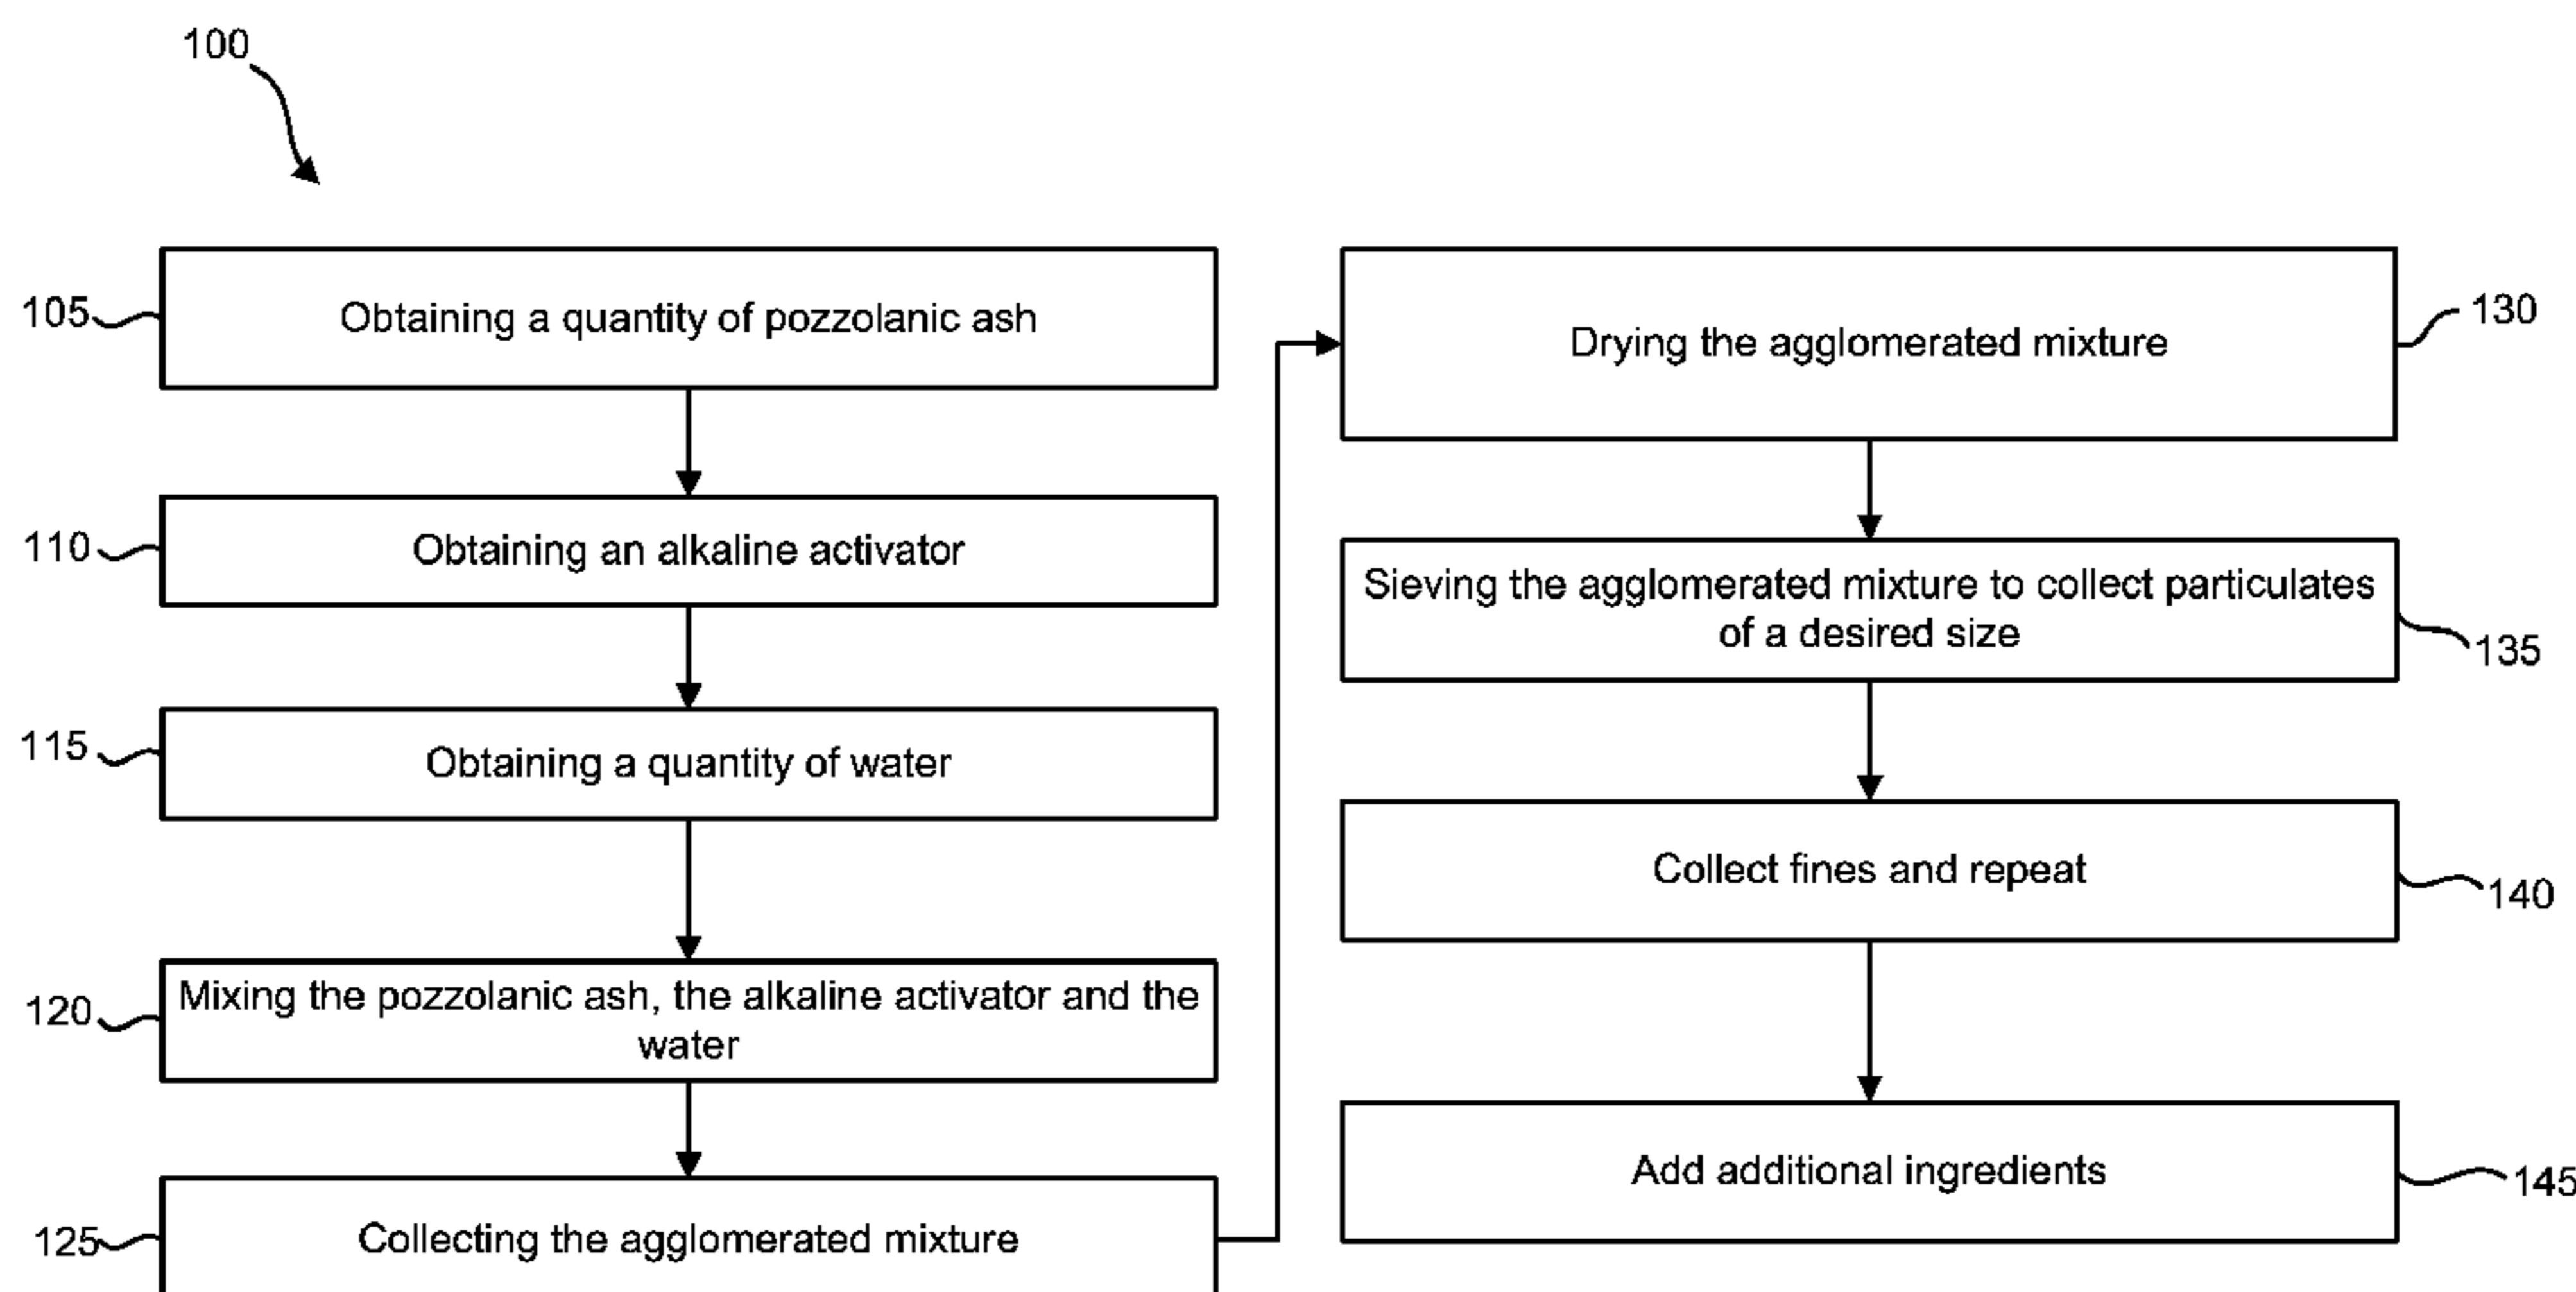 100
105
Obtaining a quantity of pozzolanic ash
110
Obtaining an alkaline activator
115
Obtaining a quantity of water
120
Mixing the pozzolanic ash, the alkaline activator and the
water
125
Collecting the agglomerated mixture
Drying the agglomerated mixture
130
Sieving the agglomerated mixture to collect particulates
of a desired size
135
Collect fines and repeat
140
Add additional ingredients
145